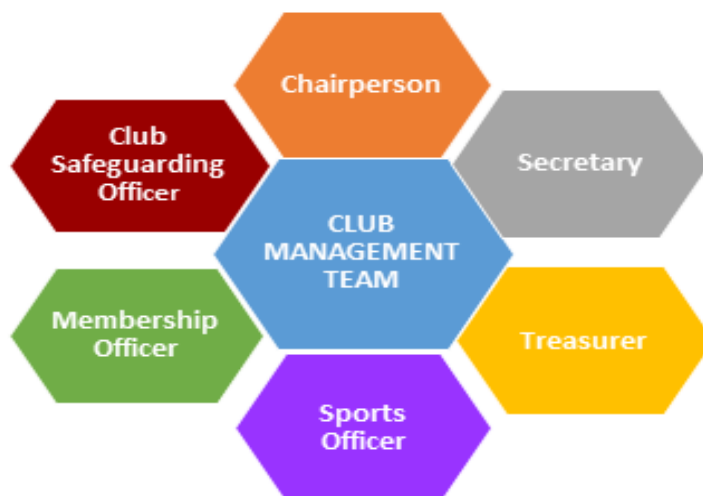 Chairperson
Club
Safeguarding
Officer
Secretary
CLUB
MANAGEMENT
TEAM
Membership
Officer
Treasurer
Sports
Officer